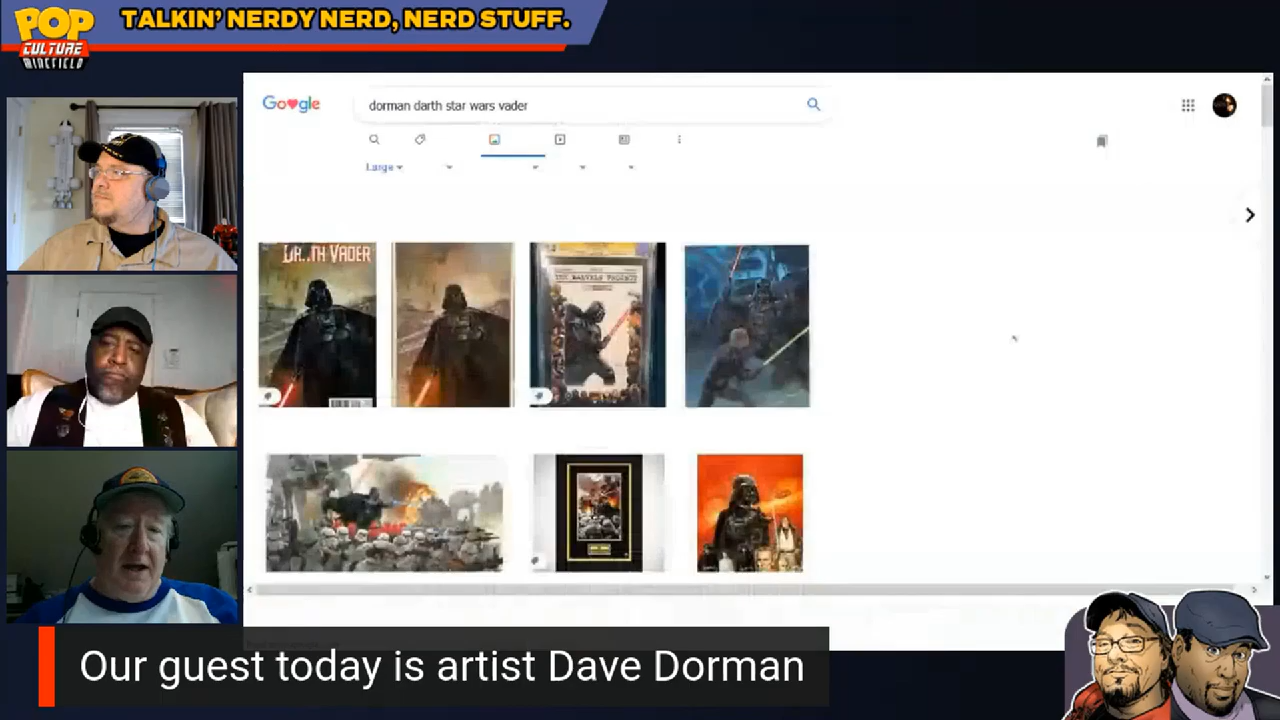 POP
CULTURE
MINEFIELD
TALKIN' NERDY NERD, NERD STUFF.
Google
dorman darth star wars vader
Large
VADER
Our guest today is artist Dave Dorman